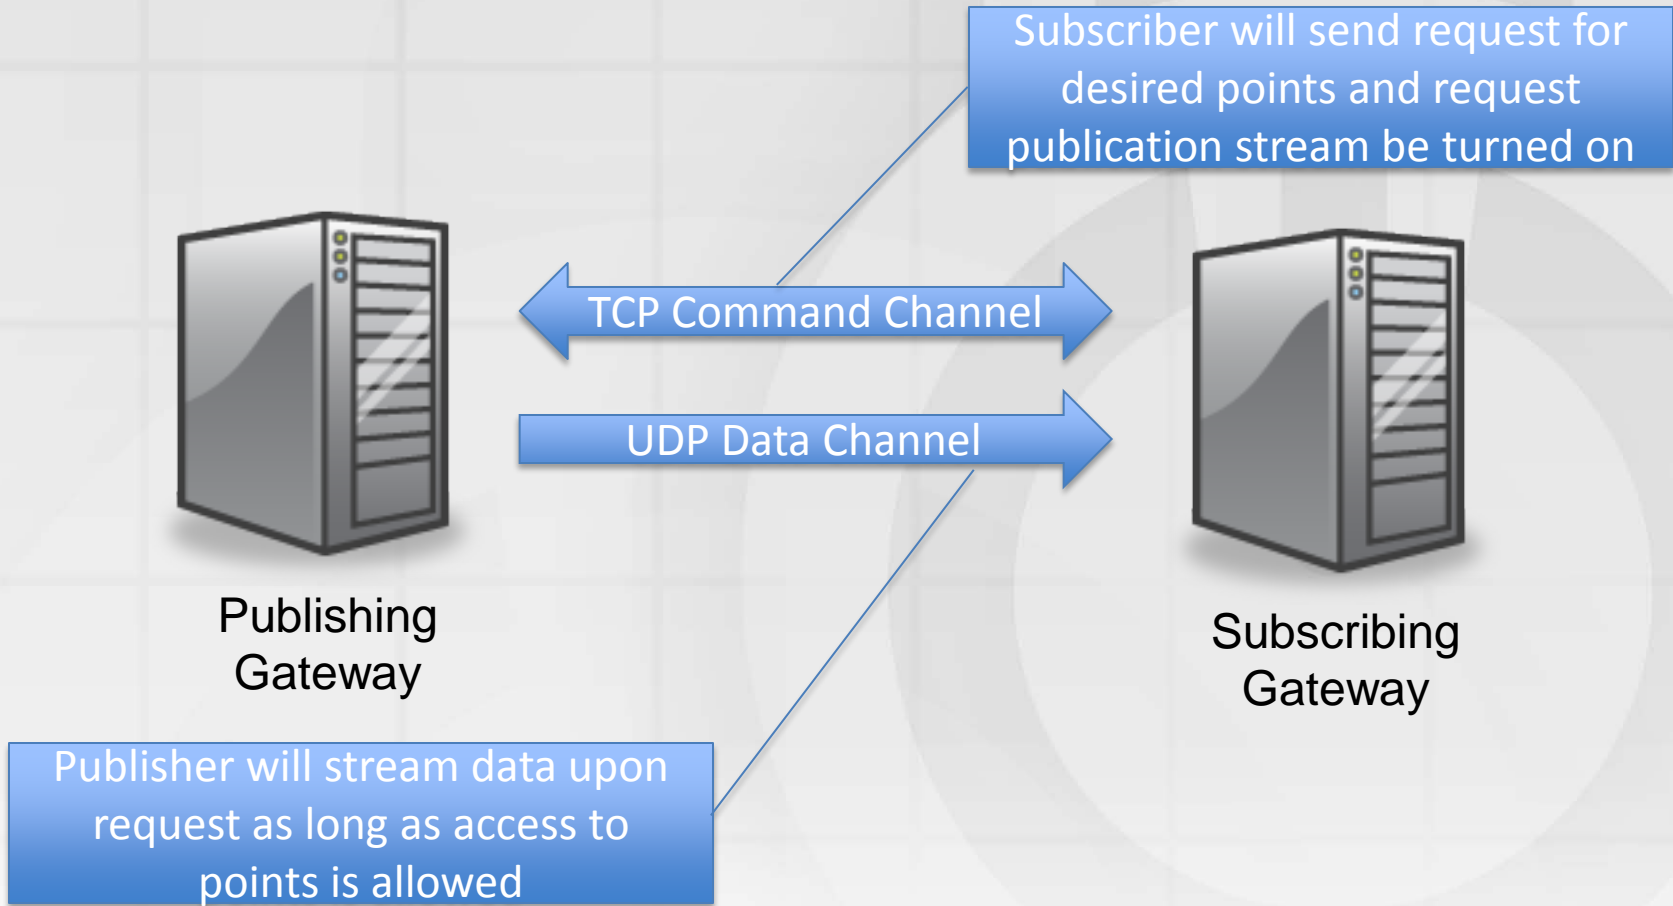 Subscriber will send request for
desired points and request
publication stream be turned on
TCP Command Channel
UDP Data Channel
Publishing
Gateway
Subscribing
Gateway
Publisher will stream data upon
request as long as access to
points is allowed